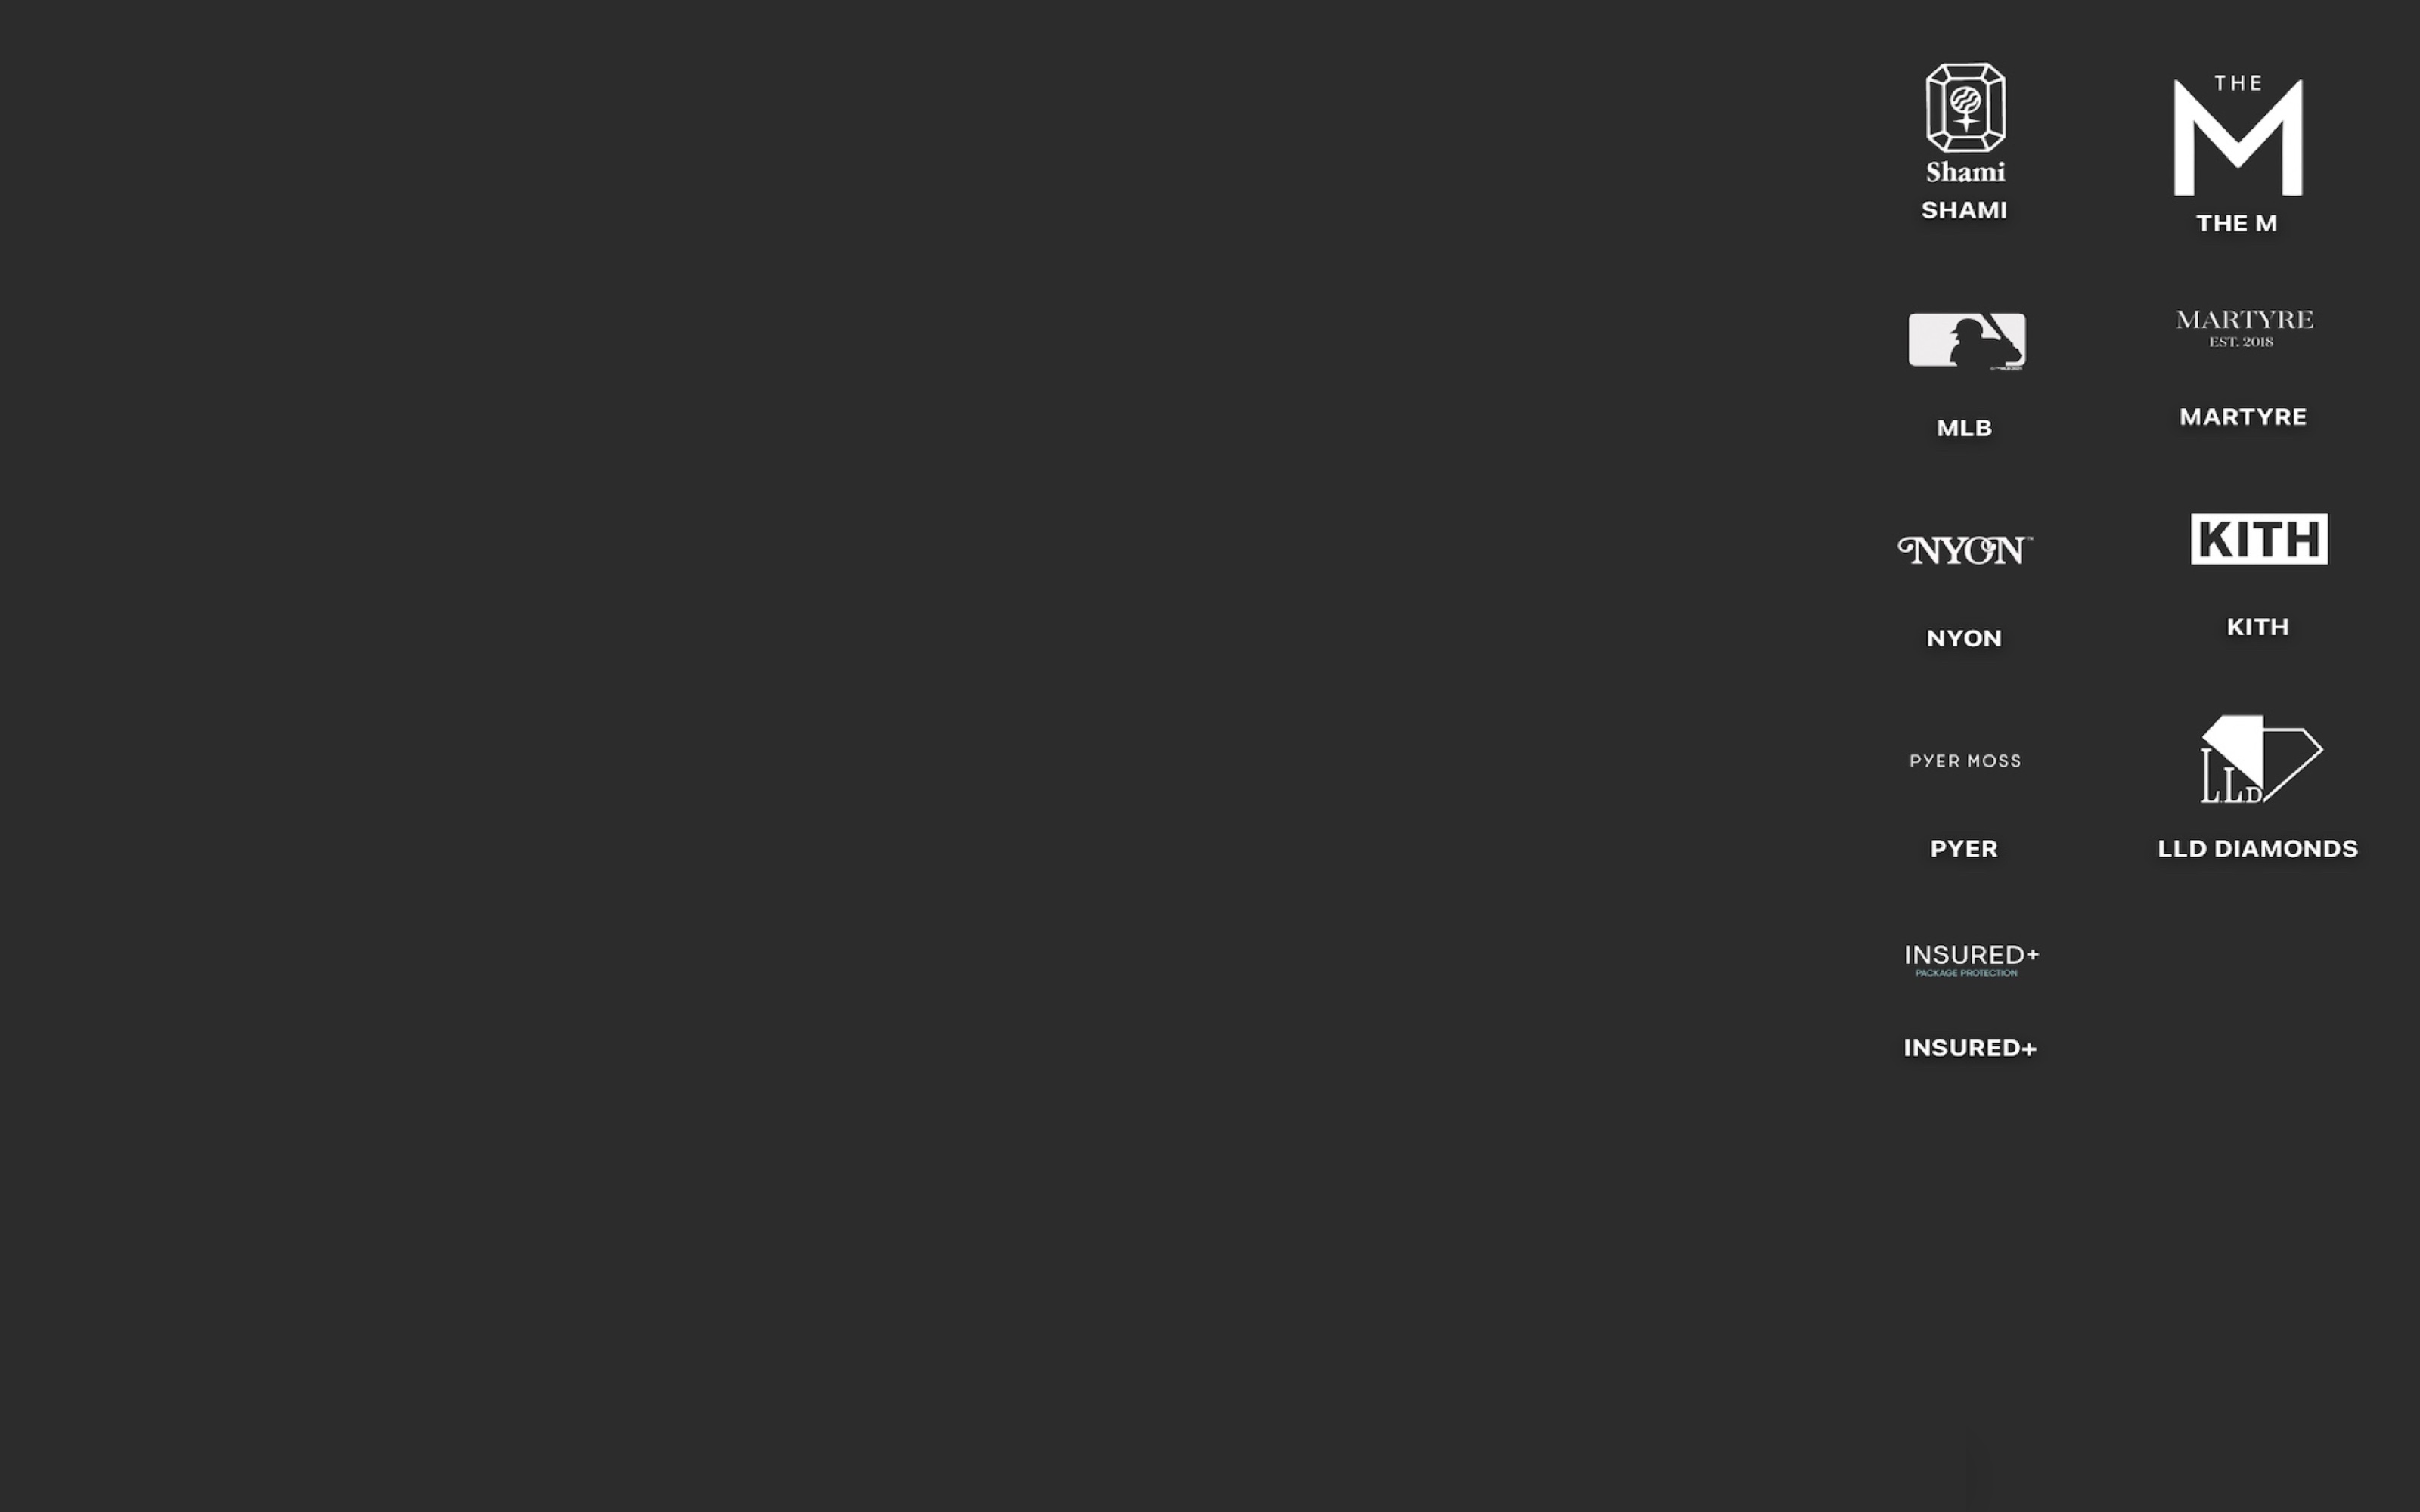 Shami
SHAMI
THE
M
THE M
MLB
MARTYRE
EST. 2018
MARTYRE
NYON™
NYON
KITH
KITH
PYER MOSS
PYER
L.L.D
LLD DIAMONDS
INSURED+
PACKAGE PROTECTION
INSURED+